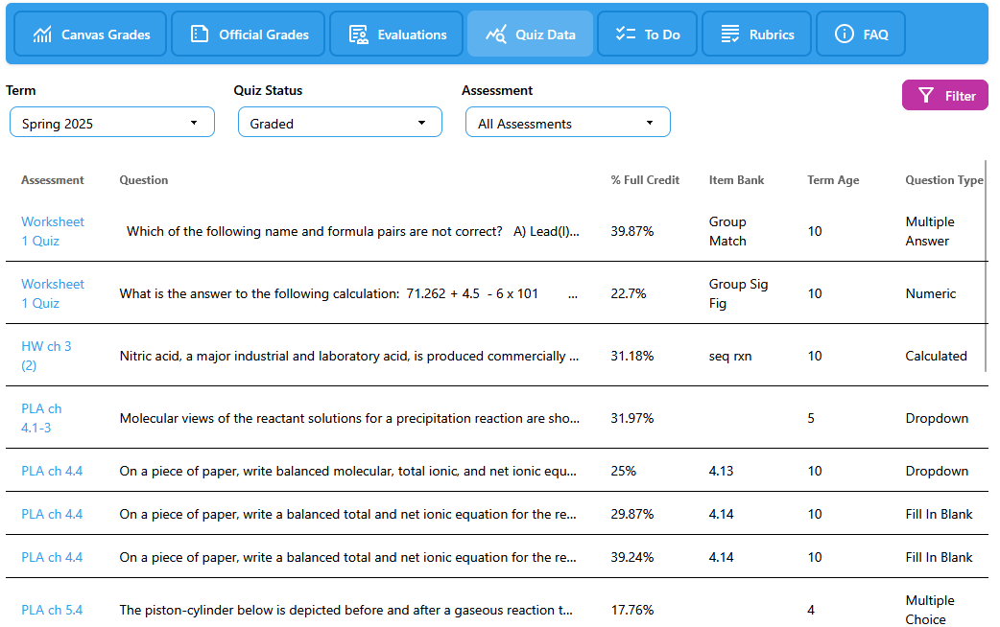 Canvas Grades Official Grades Evaluations Quiz Data To Do Rubrics FAQ
Term Quiz Status Assessment
Filter
Spring 2025 Graded All Assessments
Assessment Question % Full Credit Item Bank Term Age Question Type
Worksheet
1 Quiz
Which of the following name and formula pairs are not correct? A) Lead(I)...
39.87%
Group
Match
10
Multiple
Answer
Worksheet
1 Quiz
What is the answer to the following calculation: 71.262 + 4.5 - 6 x 101 ...
22.7%
Group Sig
Fig
10
Numeric
HW ch 3
(2)
Nitric acid, a major industrial and laboratory acid, is produced commercially ...
31.18%
seq rxn
10
Calculated
PLA ch
4.1-3
Molecular views of the reactant solutions for a precipitation reaction are sho...
31.97%
5
Dropdown
PLA ch 4.4 On a piece of paper, write balanced molecular, total ionic, and net ionic equ... 25% 4.13 10 Dropdown
PLA ch 4.4 On a piece of paper, write a balanced total and net ionic equation for the re... 29.87% 4.14 10 Fill In Blank
PLA ch 4.4 On a piece of paper, write a balanced total and net ionic equation for the re... 39.24% 4.14 10 Fill In Blank
PLA ch 5.4 The piston-cylinder below is depicted before and after a gaseous reaction t... 17.76% 4
Multiple
Choice